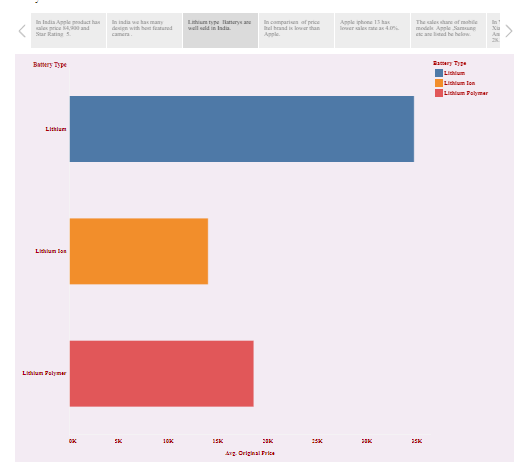 In India Apple product has
sales price 84,900 and
Star Rating 5.
In india we has many
design with best featured
camera .
Lithium type Batterys are
well sold in India.
In comparison of price
Itel brand is lower than
Apple.
Apple iphone 13 has
lower sales rate as 4.0%.
The sales share of mobile
models Apple ,Samsung
etc are listed be below.
Battery Type
Battery Type
Lithium
Lithium Ion
Lithium Polymer
Lithium
Lithium Ion
Lithium Polymer
0K 5K 10K 15K 20K 25K 30K 35K
Avg. Original Price